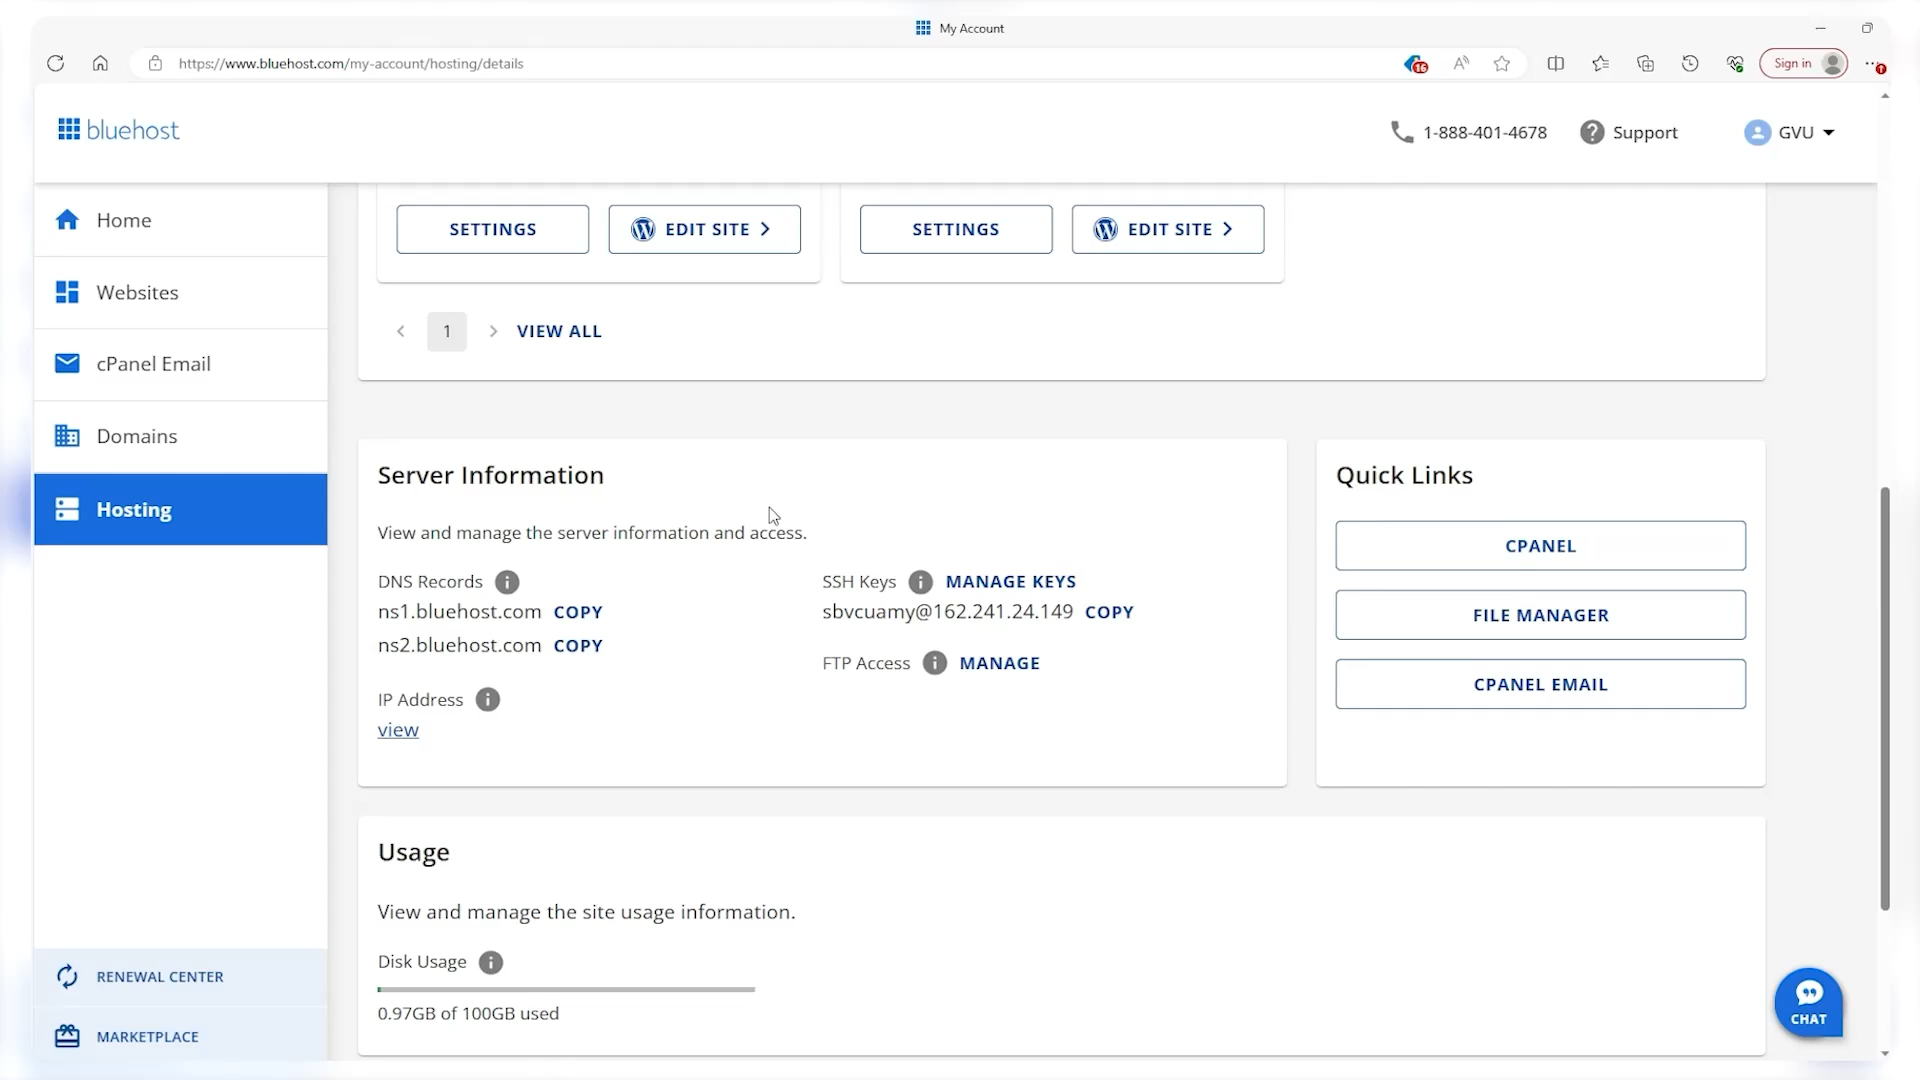 My Account
https://www.bluehost.com/my-account/hosting/details
16
Sign in
bluehost
1-888-401-4678
Support
GVU
Home
Websites
cPanel Email
Domains
Hosting
RENEWAL CENTER
MARKETPLACE
SETTINGS
EDIT SITE
SETTINGS
EDIT SITE
1
VIEW ALL
Server Information
View and manage the server information and access.
DNS Records
ns1.bluehost.com COPY
ns2.bluehost.com COPY
IP Address
view
SSH Keys MANAGE KEYS
sbvcuamy@162.241.24.149 COPY
FTP Access MANAGE
Quick Links
CPANEL
FILE MANAGER
CPANEL EMAIL
Usage
View and manage the site usage information.
Disk Usage
0.97GB of 100GB used
CHAT